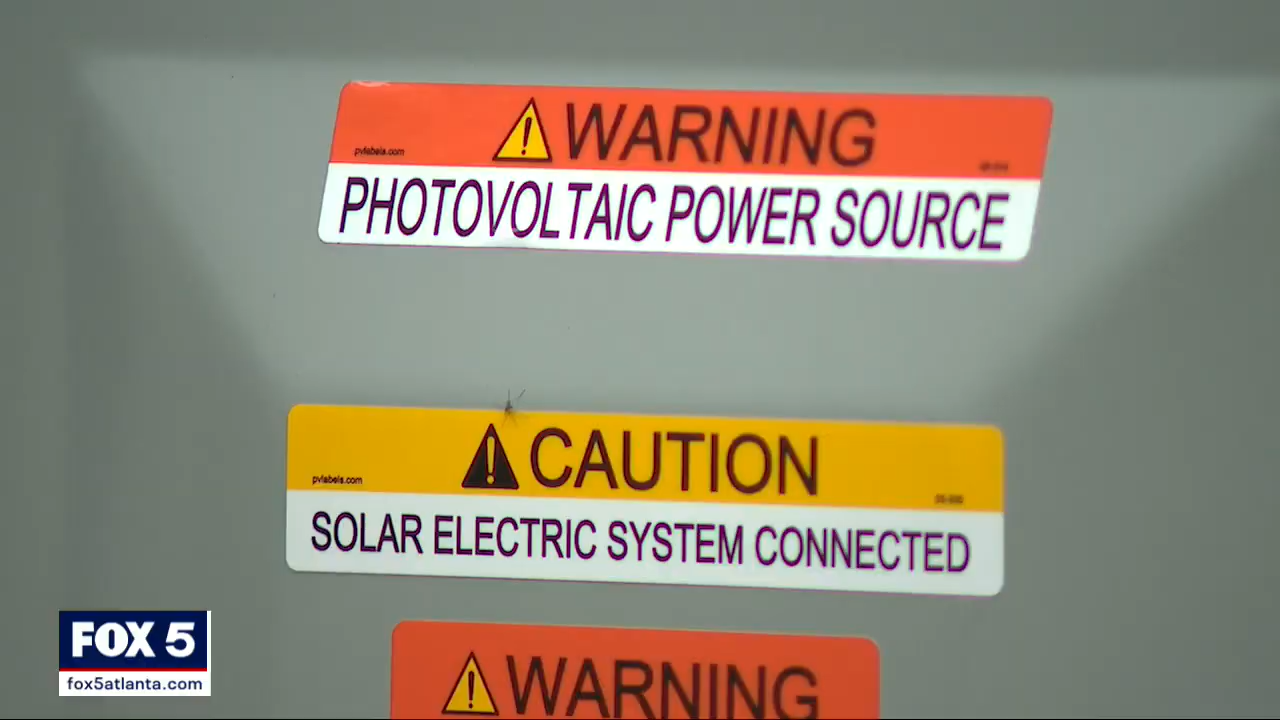 WARNING
pvlabels.com
PHOTOVOLTAIC POWER SOURCE
CAUTION
pvlabels.com
SOLAR ELECTRIC SYSTEM CONNECTED
WARNING
FOX 5
fox5atlanta.com